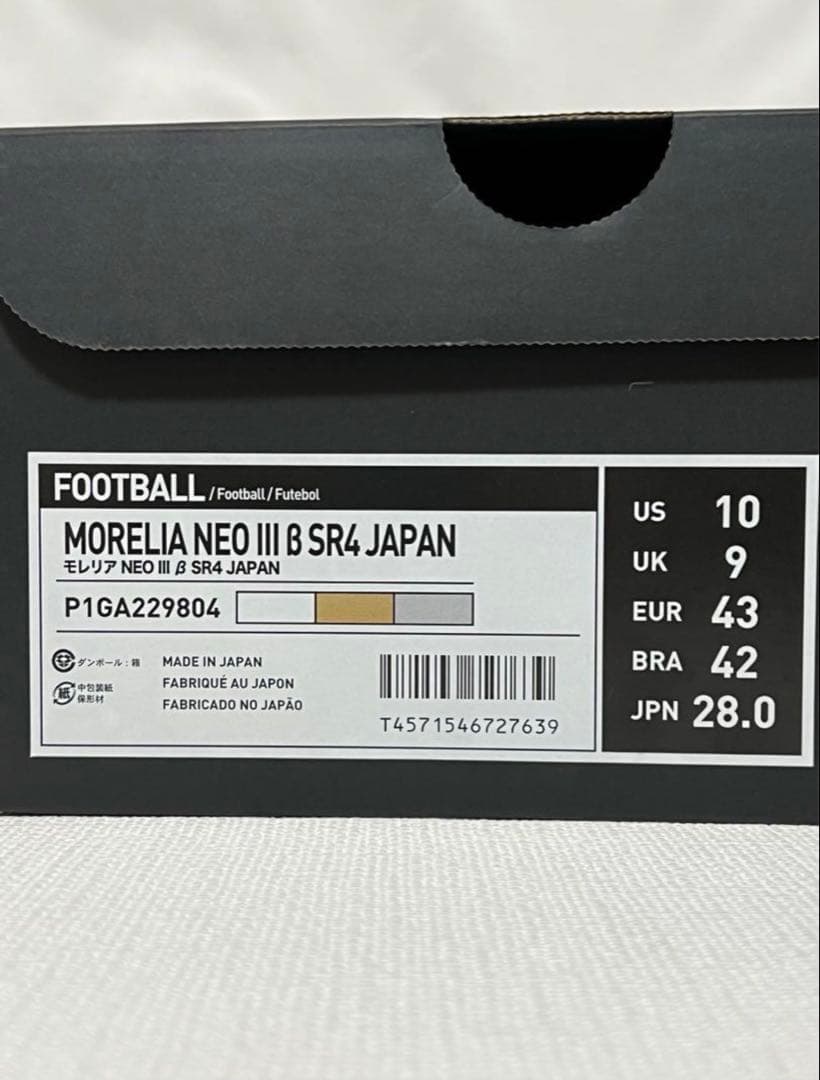 FOOTBALL / Football / Futebol
MORELIA NEO III β SR4 JAPAN
モレリア NEO III β SR4 JAPAN
P1GA229804
ダンボール : 箱
紙 中包装紙
保形材
MADE IN JAPAN
FABRIQUÉ AU JAPON
FABRICADO NO JAPÃO
T4571546727639
US 10
UK 9
EUR 43
BRA 42
JPN 28.0